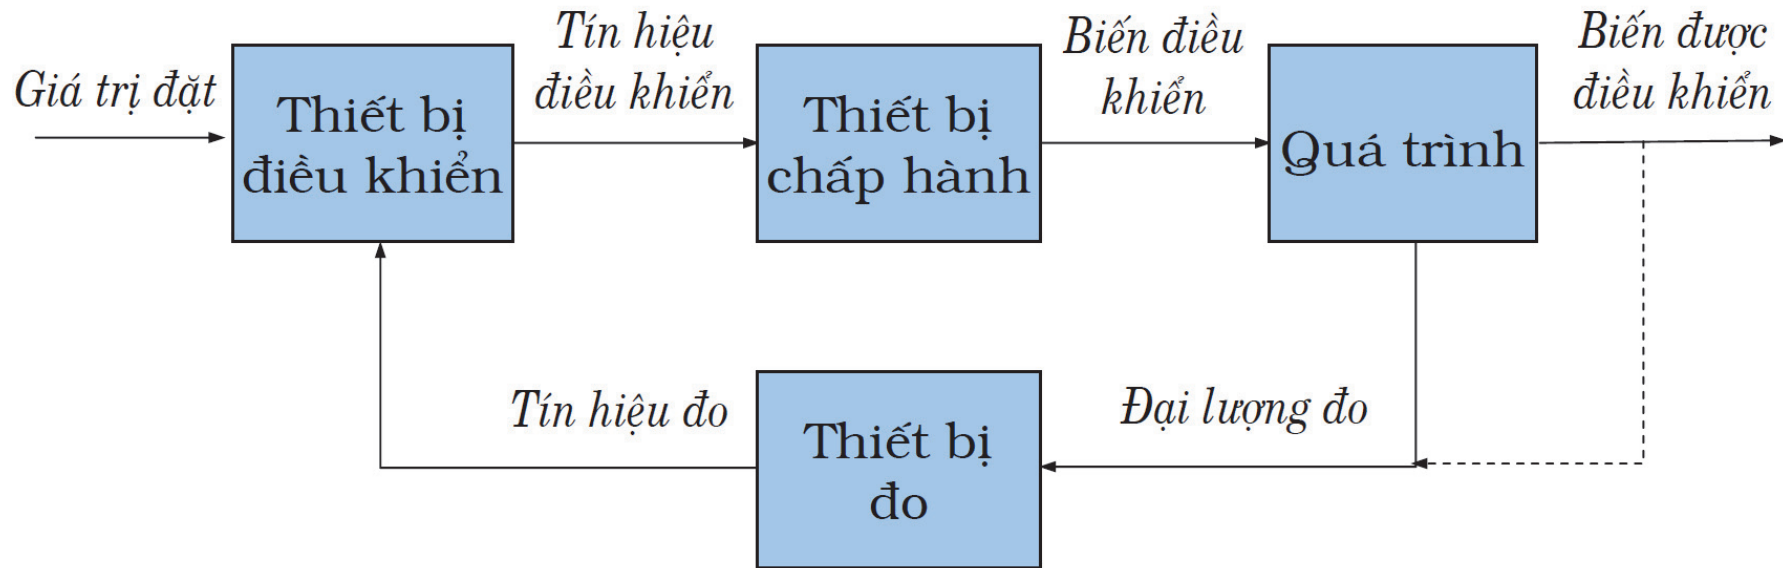 Giá trị đặt
Thiết bị
điều khiển
Tín hiệu
điều khiển
Thiết bị
chấp hành
Biến điều
khiển
Quá trình
Biến được
điều khiển
Tín hiệu đo
Thiết bị
đo
Đại lượng đo